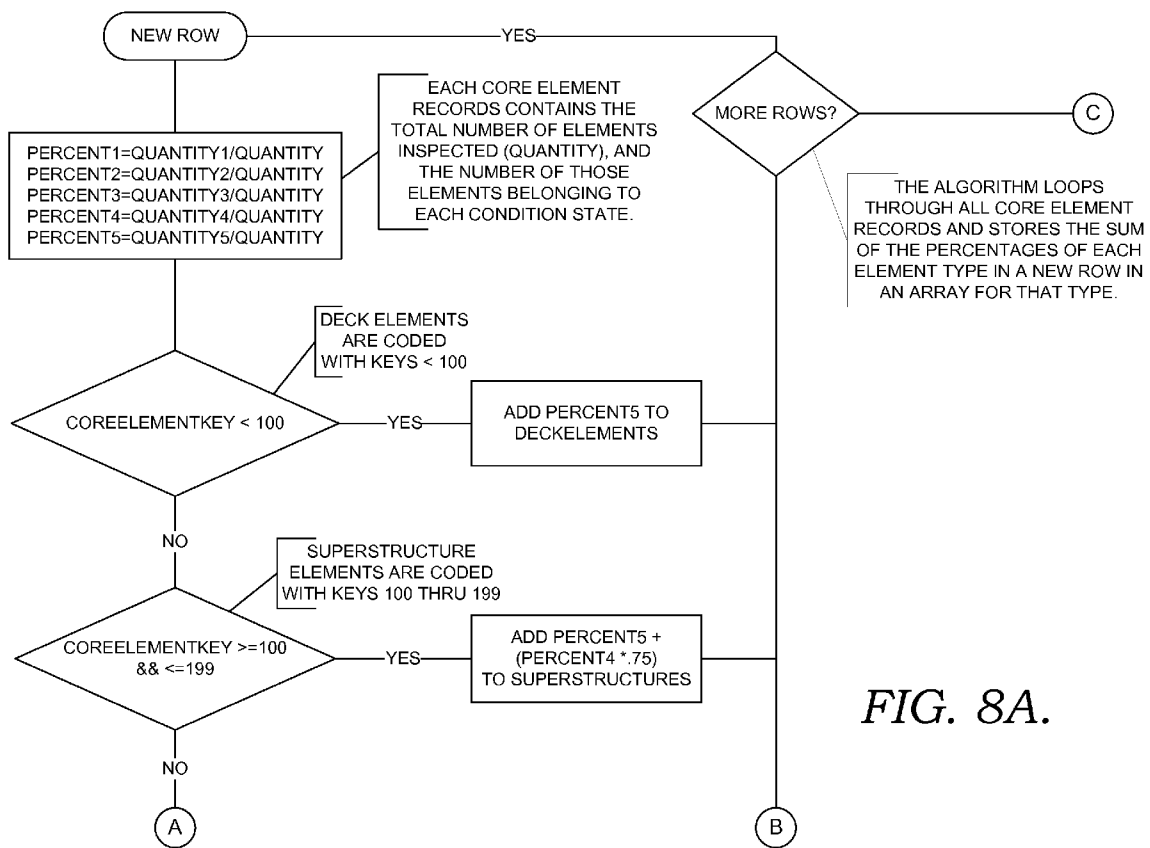 NEW ROW
YES
MORE ROWS?
C
EACH CORE ELEMENT
RECORDS CONTAINS THE
TOTAL NUMBER OF ELEMENTS
INSPECTED (QUANTITY), AND
THE NUMBER OF THOSE
ELEMENTS BELONGING TO
EACH CONDITION STATE.
PERCENT1=QUANTITY1/QUANTITY
PERCENT2=QUANTITY2/QUANTITY
PERCENT3=QUANTITY3/QUANTITY
PERCENT4=QUANTITY4/QUANTITY
PERCENT5=QUANTITY5/QUANTITY
THE ALGORITHM LOOPS
THROUGH ALL CORE ELEMENT
RECORDS AND STORES THE SUM
OF THE PERCENTAGES OF EACH
ELEMENT TYPE IN A NEW ROW IN
AN ARRAY FOR THAT TYPE.
DECK ELEMENTS
ARE CODED
WITH KEYS < 100
COREELEMENTKEY < 100
YES
ADD PERCENT5 TO
DECKELEMENTS
NO
SUPERSTRUCTURE
ELEMENTS ARE CODED
WITH KEYS 100 THRU 199
COREELEMENTKEY >=100
&& <=199
YES
ADD PERCENT5 +
(PERCENT4 *.75)
TO SUPERSTRUCTURES
NO
A
B
FIG. 8A.